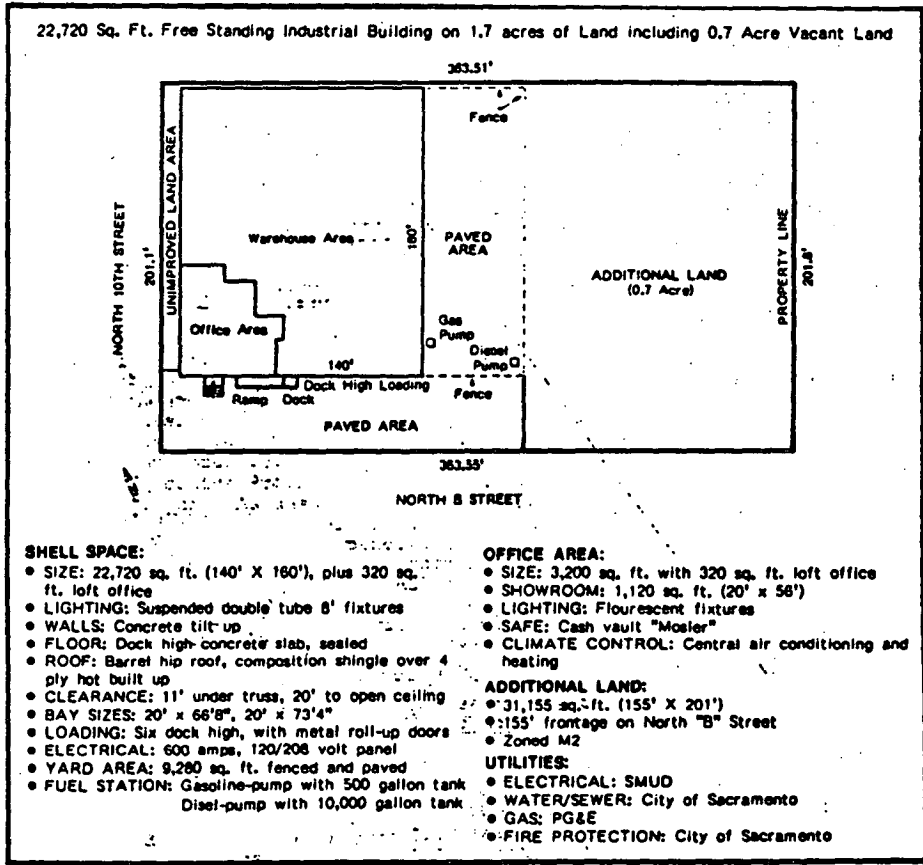 22,720 Sq. Ft. Free Standing Industrial Building on 1.7 acres of Land including 0.7 Acre Vacant Land
363.51'
Fence
UNIMPROVED LAND AREA
NORTH 10TH STREET
201.1'
Warehouse Area
160'
PAVED
AREA
ADDITIONAL LAND
(0.7 Acre)
PROPERTY LINE
201.8'
Office Area
Gas
Pump
Diesel
Pump
140'
Dock High Loading
Ramp Dock
Fence
PAVED AREA
363.55'
NORTH B STREET
SHELL SPACE:
• SIZE: 22,720 sq. ft. (140' X 160'), plus 320 sq.
ft. loft office
• LIGHTING: Suspended double tube 8' fixtures
• WALLS: Concrete tilt-up
• FLOOR: Dock high concrete slab, sealed
• ROOF: Barrel hip roof, composition shingle over 4
ply hot built up
• CLEARANCE: 11' under truss, 20' to open ceiling
• BAY SIZES: 20' x 66'8", 20' x 73'4"
• LOADING: Six dock high, with metal roll-up doors
• ELECTRICAL: 600 amps, 120/208 volt panel
• YARD AREA: 9,280 sq. ft. fenced and paved
• FUEL STATION: Gasoline-pump with 500 gallon tank
Disel-pump with 10,000 gallon tank
OFFICE AREA:
• SIZE: 3,200 sq. ft. with 320 sq. ft. loft office
• SHOWROOM: 1,120 sq. ft. (20' x 56')
• LIGHTING: Flourescent fixtures
• SAFE: Cash vault "Mosler"
• CLIMATE CONTROL: Central air conditioning and
heating
ADDITIONAL LAND:
• 31,155 sq. ft. (155' X 201')
• 155' frontage on North "B" Street
• Zoned M2
UTILITIES:
• ELECTRICAL: SMUD
• WATER/SEWER: City of Sacramento
• GAS: PG&E
• FIRE PROTECTION: City of Sacramento